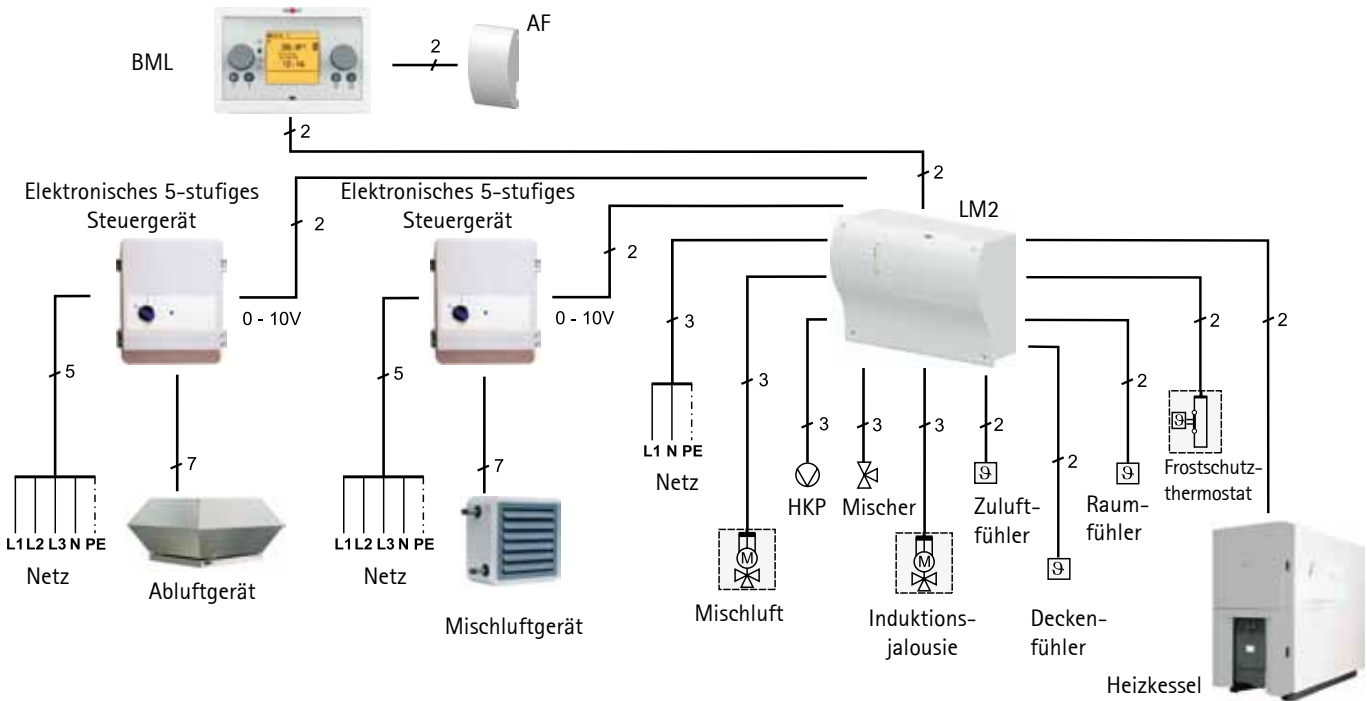 AF
BML
2
2
2
Elektronisches 5-stufiges
Steuergerät
Elektronisches 5-stufiges
Steuergerät
LM2
2
2
0 - 10V
0 - 10V
3
2
2
5
5
3
2
3
3
3
2
2
7
7
L1 N PE
Netz
HKP
Mischer
Zuluft-
fühler
Raum-
fühler
Frostschutz-
thermostat
L1 L2 L3 N PE
Netz
Abluftgerät
L1 L2 L3 N PE
Netz
Mischluftgerät
M
Mischluft
M
Induktions-
jalousie
Decken-
fühler
Heizkessel
ϑ
ϑ
ϑ
ϑ